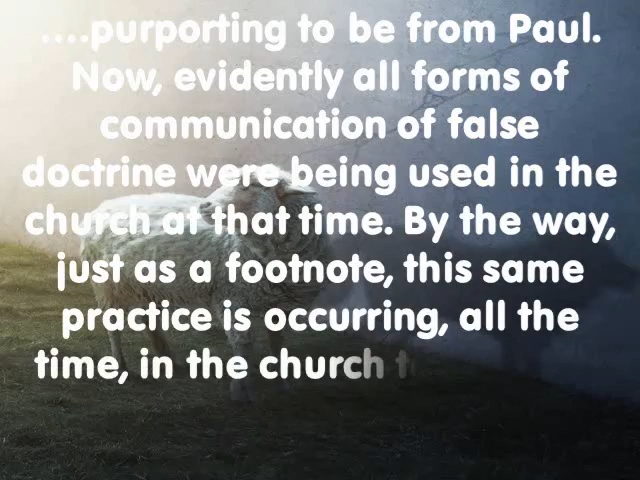 ....purporting to be from Paul.
Now, evidently all forms of
communication of false
doctrine were being used in the
church at that time. By the way,
just as a footnote, this same
practice is occurring, all the
time, in the church